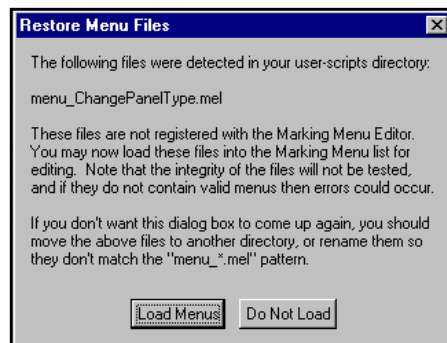 Restore Menu Files
The following files were detected in your user-scripts directory:
menu_ChangePanelType.mel
These files are not registered with the Marking Menu Editor.
You may now load these files into the Marking Menu list for
editing. Note that the integrity of the files will not be tested,
and if they do not contain valid menus then errors could occur.
If you don't want this dialog box to come up again, you should
move the above files to another directory, or rename them so
they don't match the "menu_*.mel" pattern.
Load Menus
Do Not Load